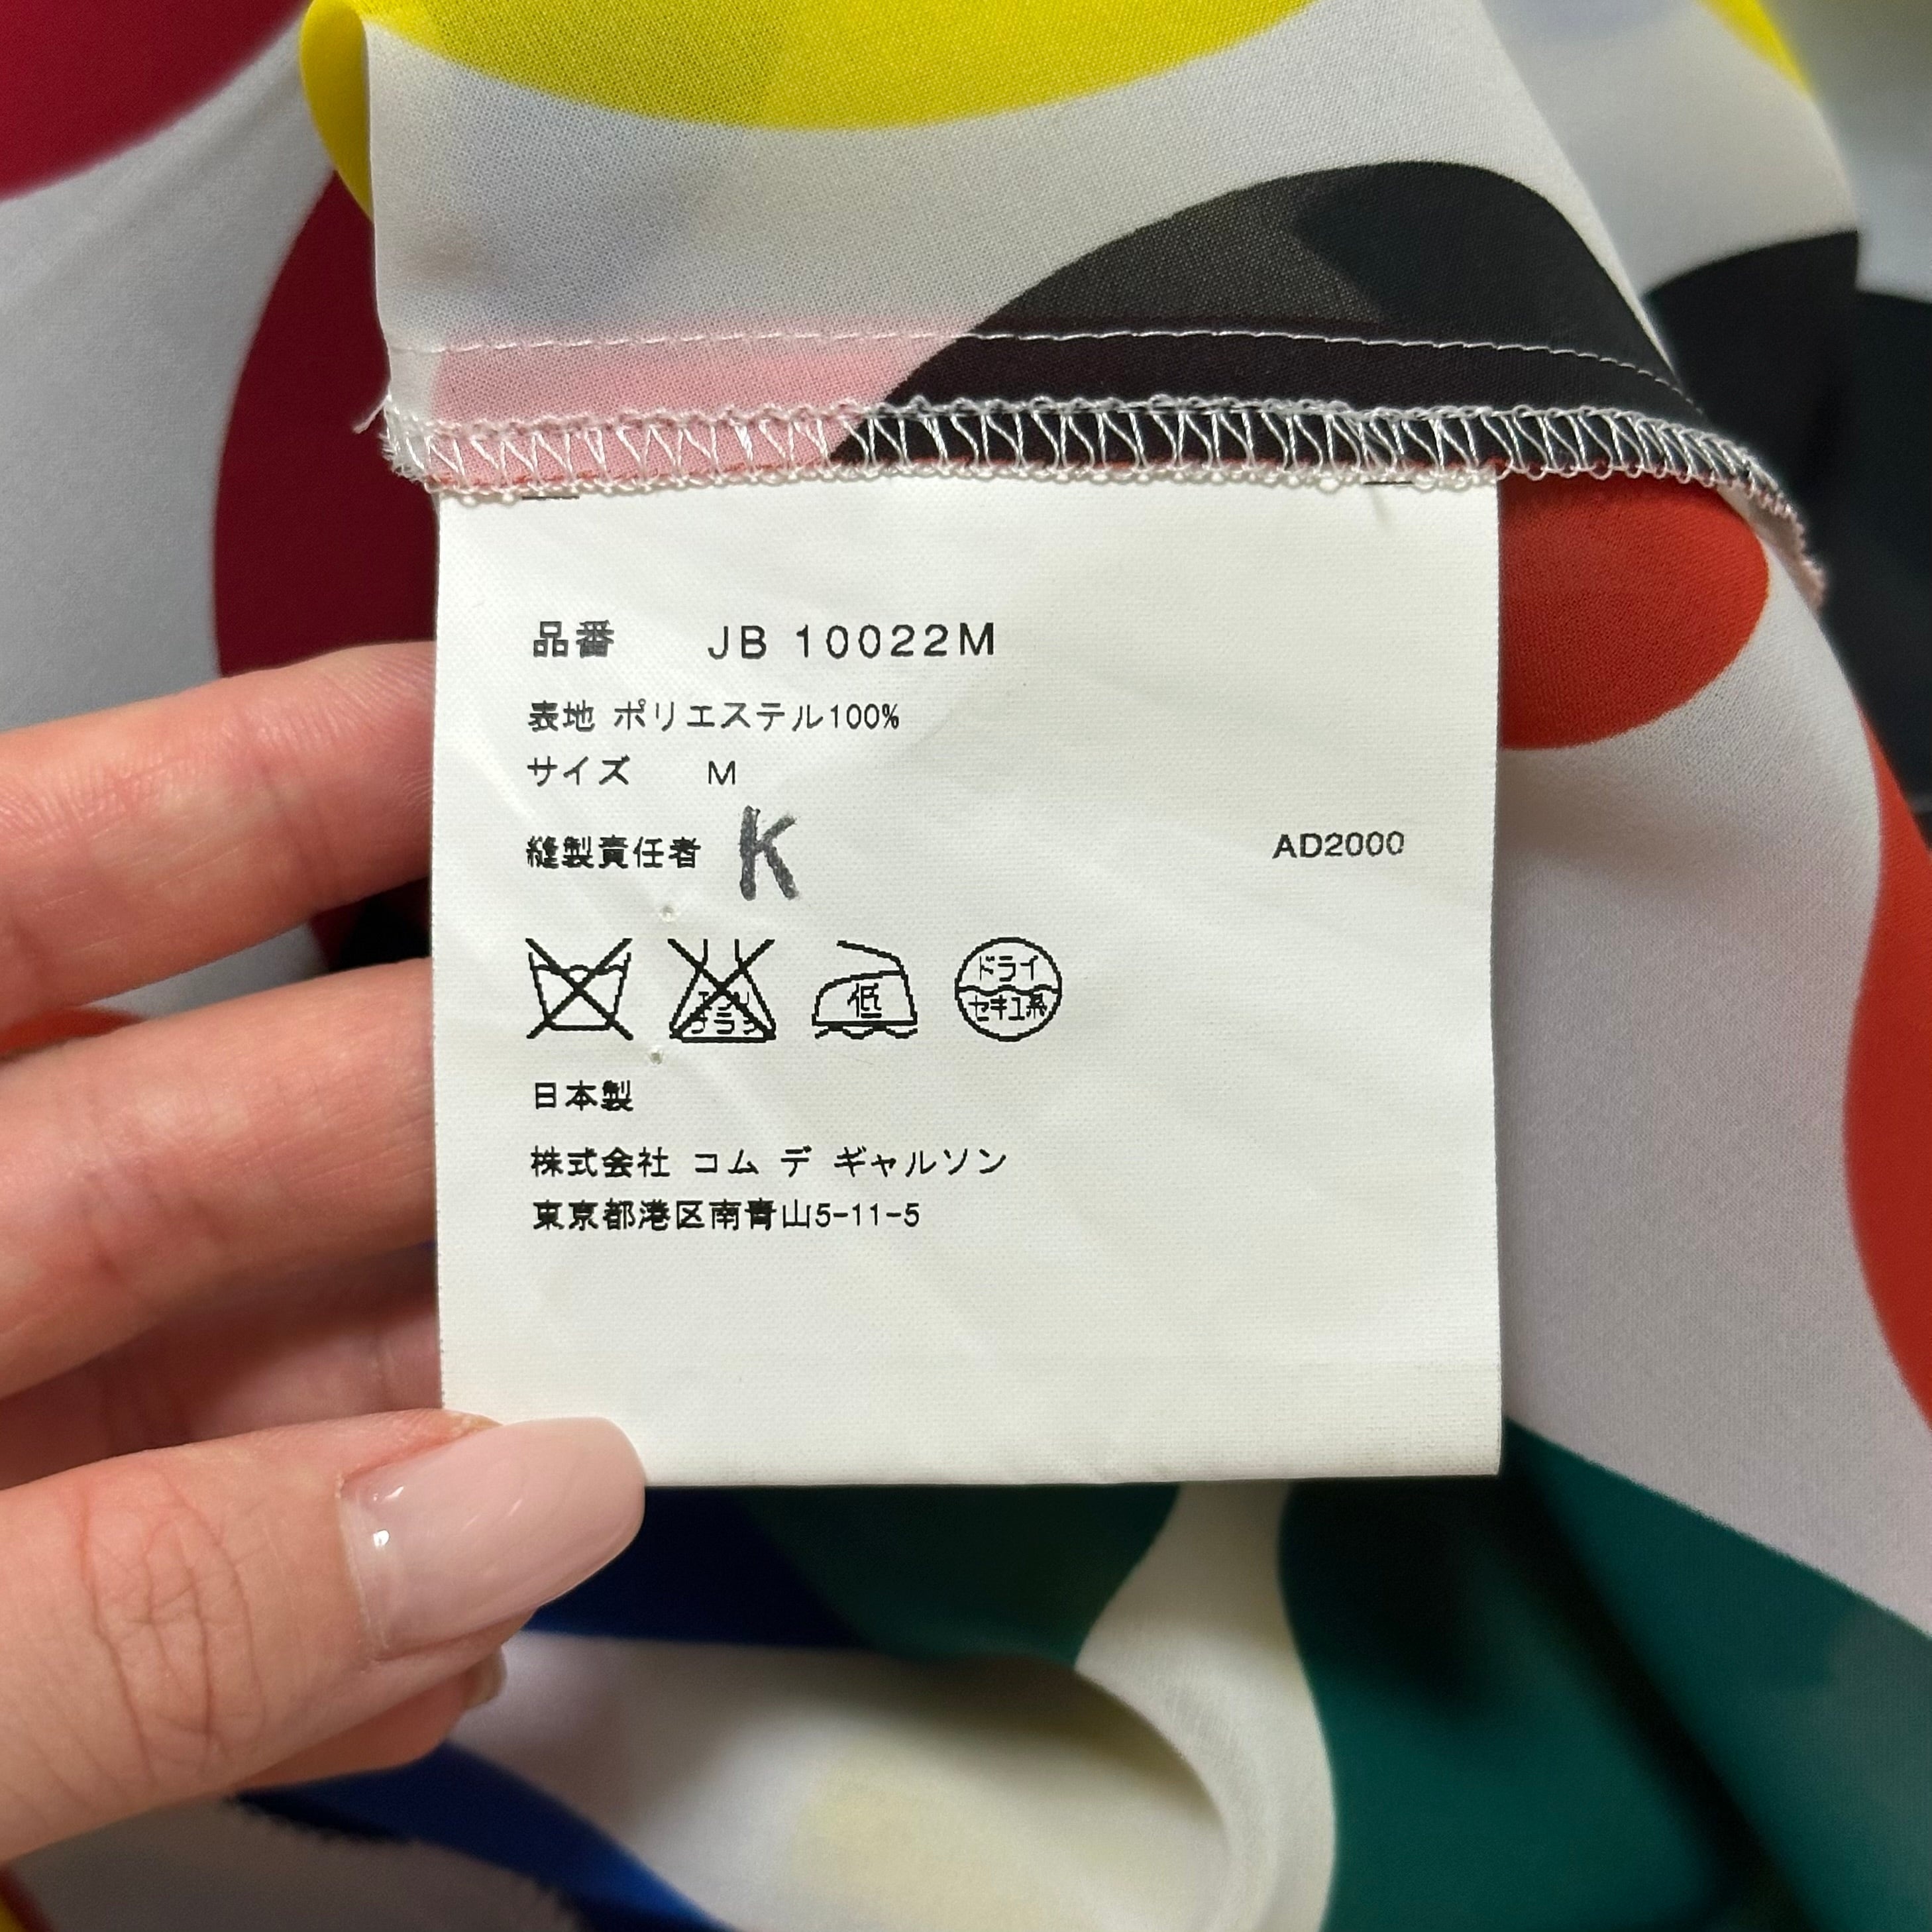 品番 JB 10022M
表地 ポリエステル100%
サイズ M
縫製責任者 K AD2000
低
ドライ
セキユ系
日本製
株式会社 コム デ ギャルソン
東京都港区南青山5-11-5